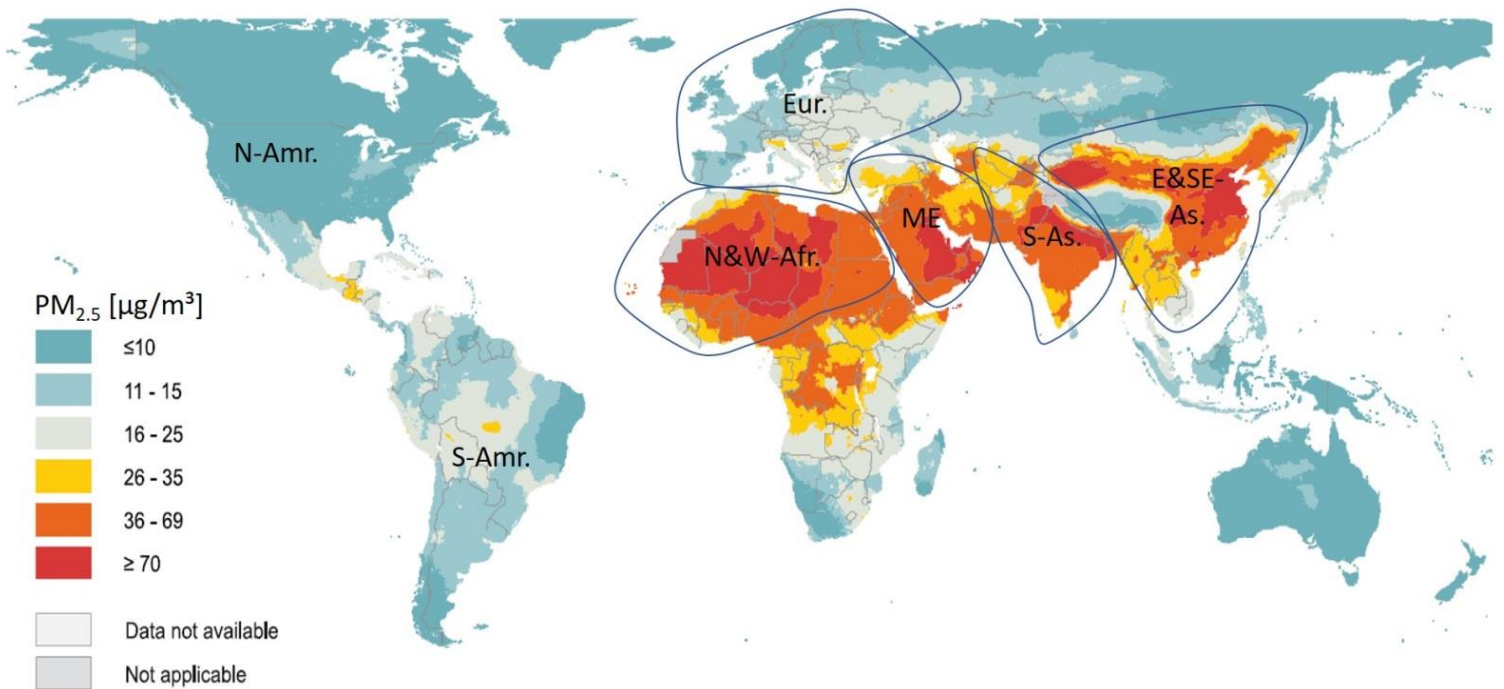 Eur.
N-Amr.
E&SE-
As.
ME
S-As.
N&W-Afr.
S-Amr.
PM2.5 [µg/m³]
≤10
11 - 15
16 - 25
26 - 35
36 - 69
≥ 70
Data not available
Not applicable